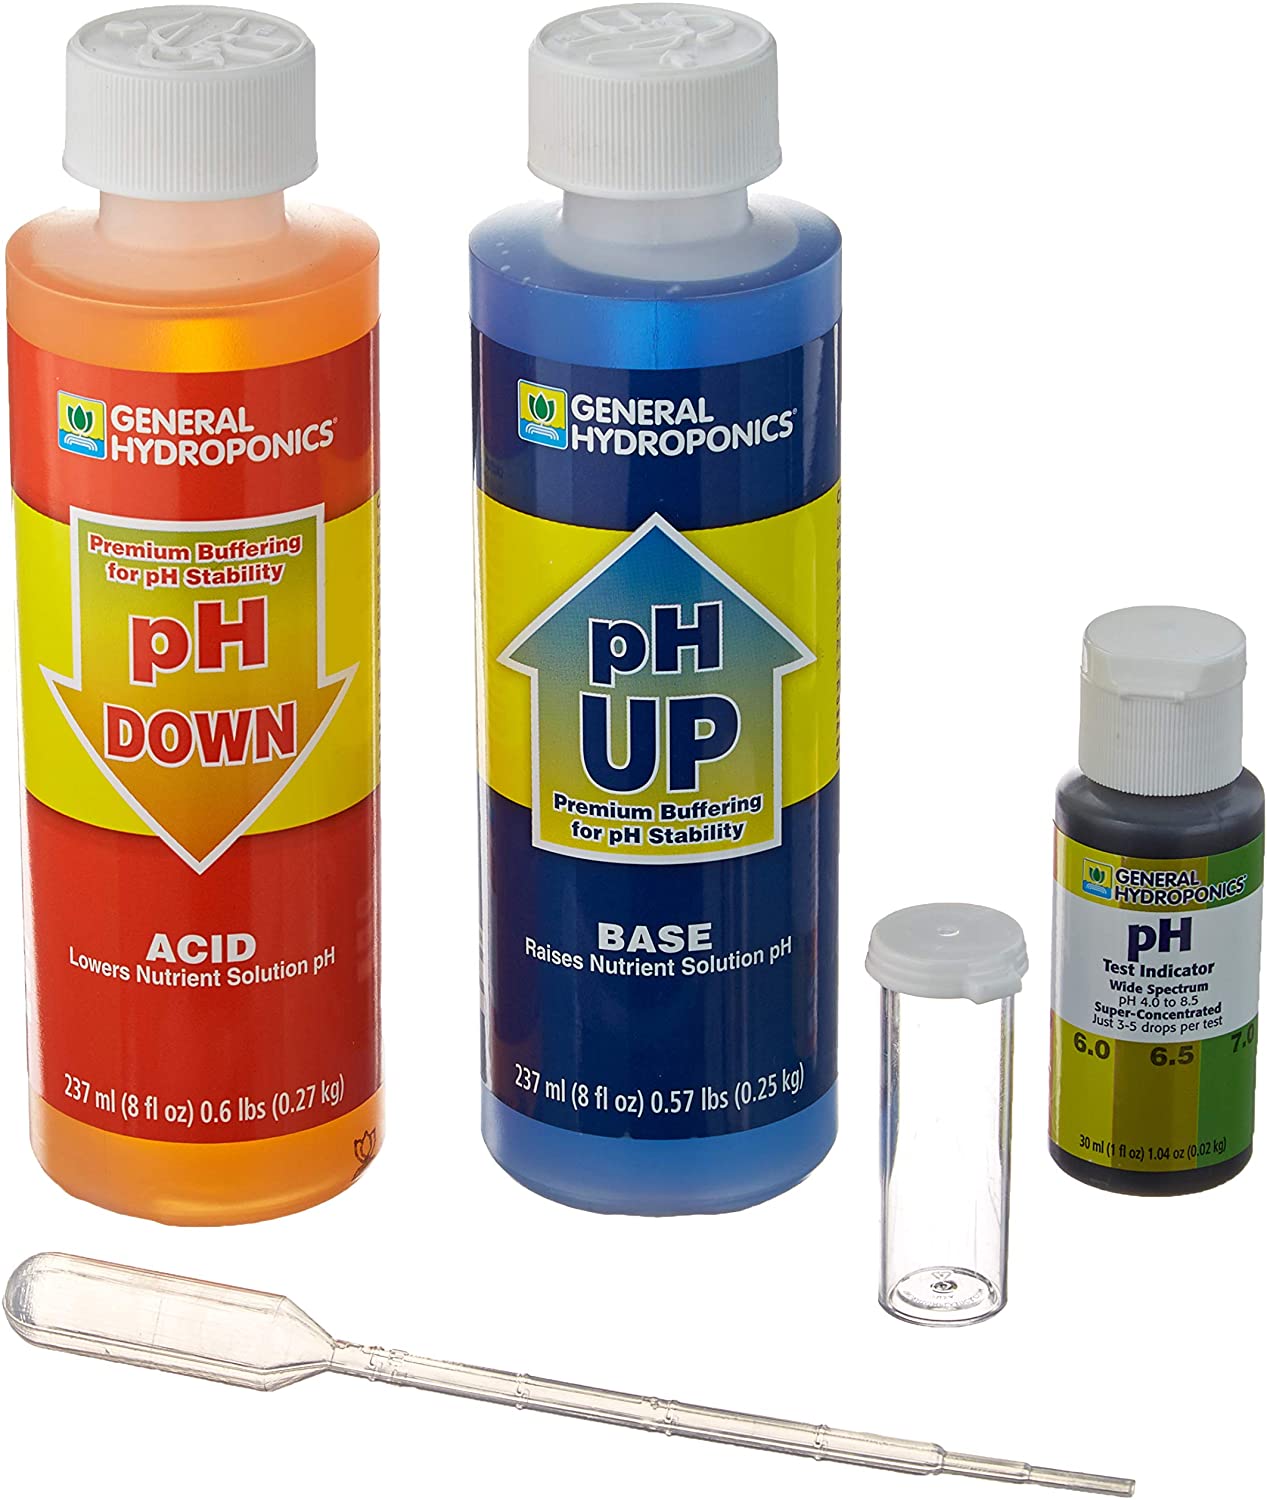 GENERAL
HYDROPONICS
Premium Buffering
for pH Stability
pH
DOWN
ACID
Lowers Nutrient Solution pH
237 ml (8 fl oz) 0.6 lbs (0.27 kg)
GENERAL
HYDROPONICS®
pH
UP
Premium Buffering
for pH Stability
BASE
Raises Nutrient Solution pH
237 ml (8 fl oz) 0.57 lbs (0.25 kg)
GENERAL
HYDROPONICS
pH
Test Indicator
Wide Spectrum
pH 4.0 to 8.5
Super-Concentrated
Just 3-5 drops per test
6.0 6.5 7.0
30 ml (1 fl oz) 1.04 oz (0.02 kg)